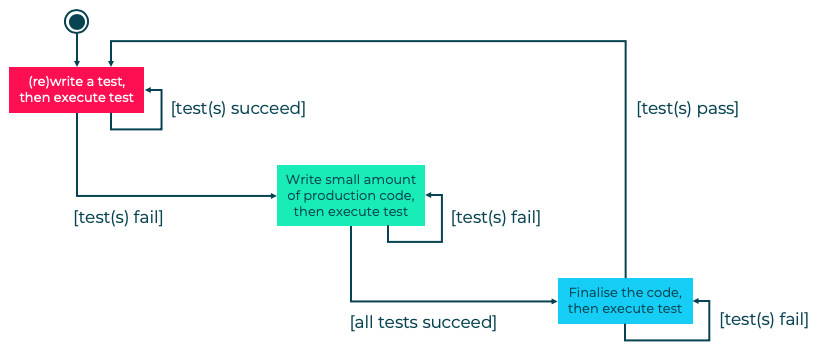 (re)write a test,
then execute test
[test(s) succeed]
[test(s) pass]
[test(s) fail]
Write small amount
of production code,
then execute test
[test(s) fail]
[all tests succeed]
Finalise the code,
then execute test
[test(s) fail]